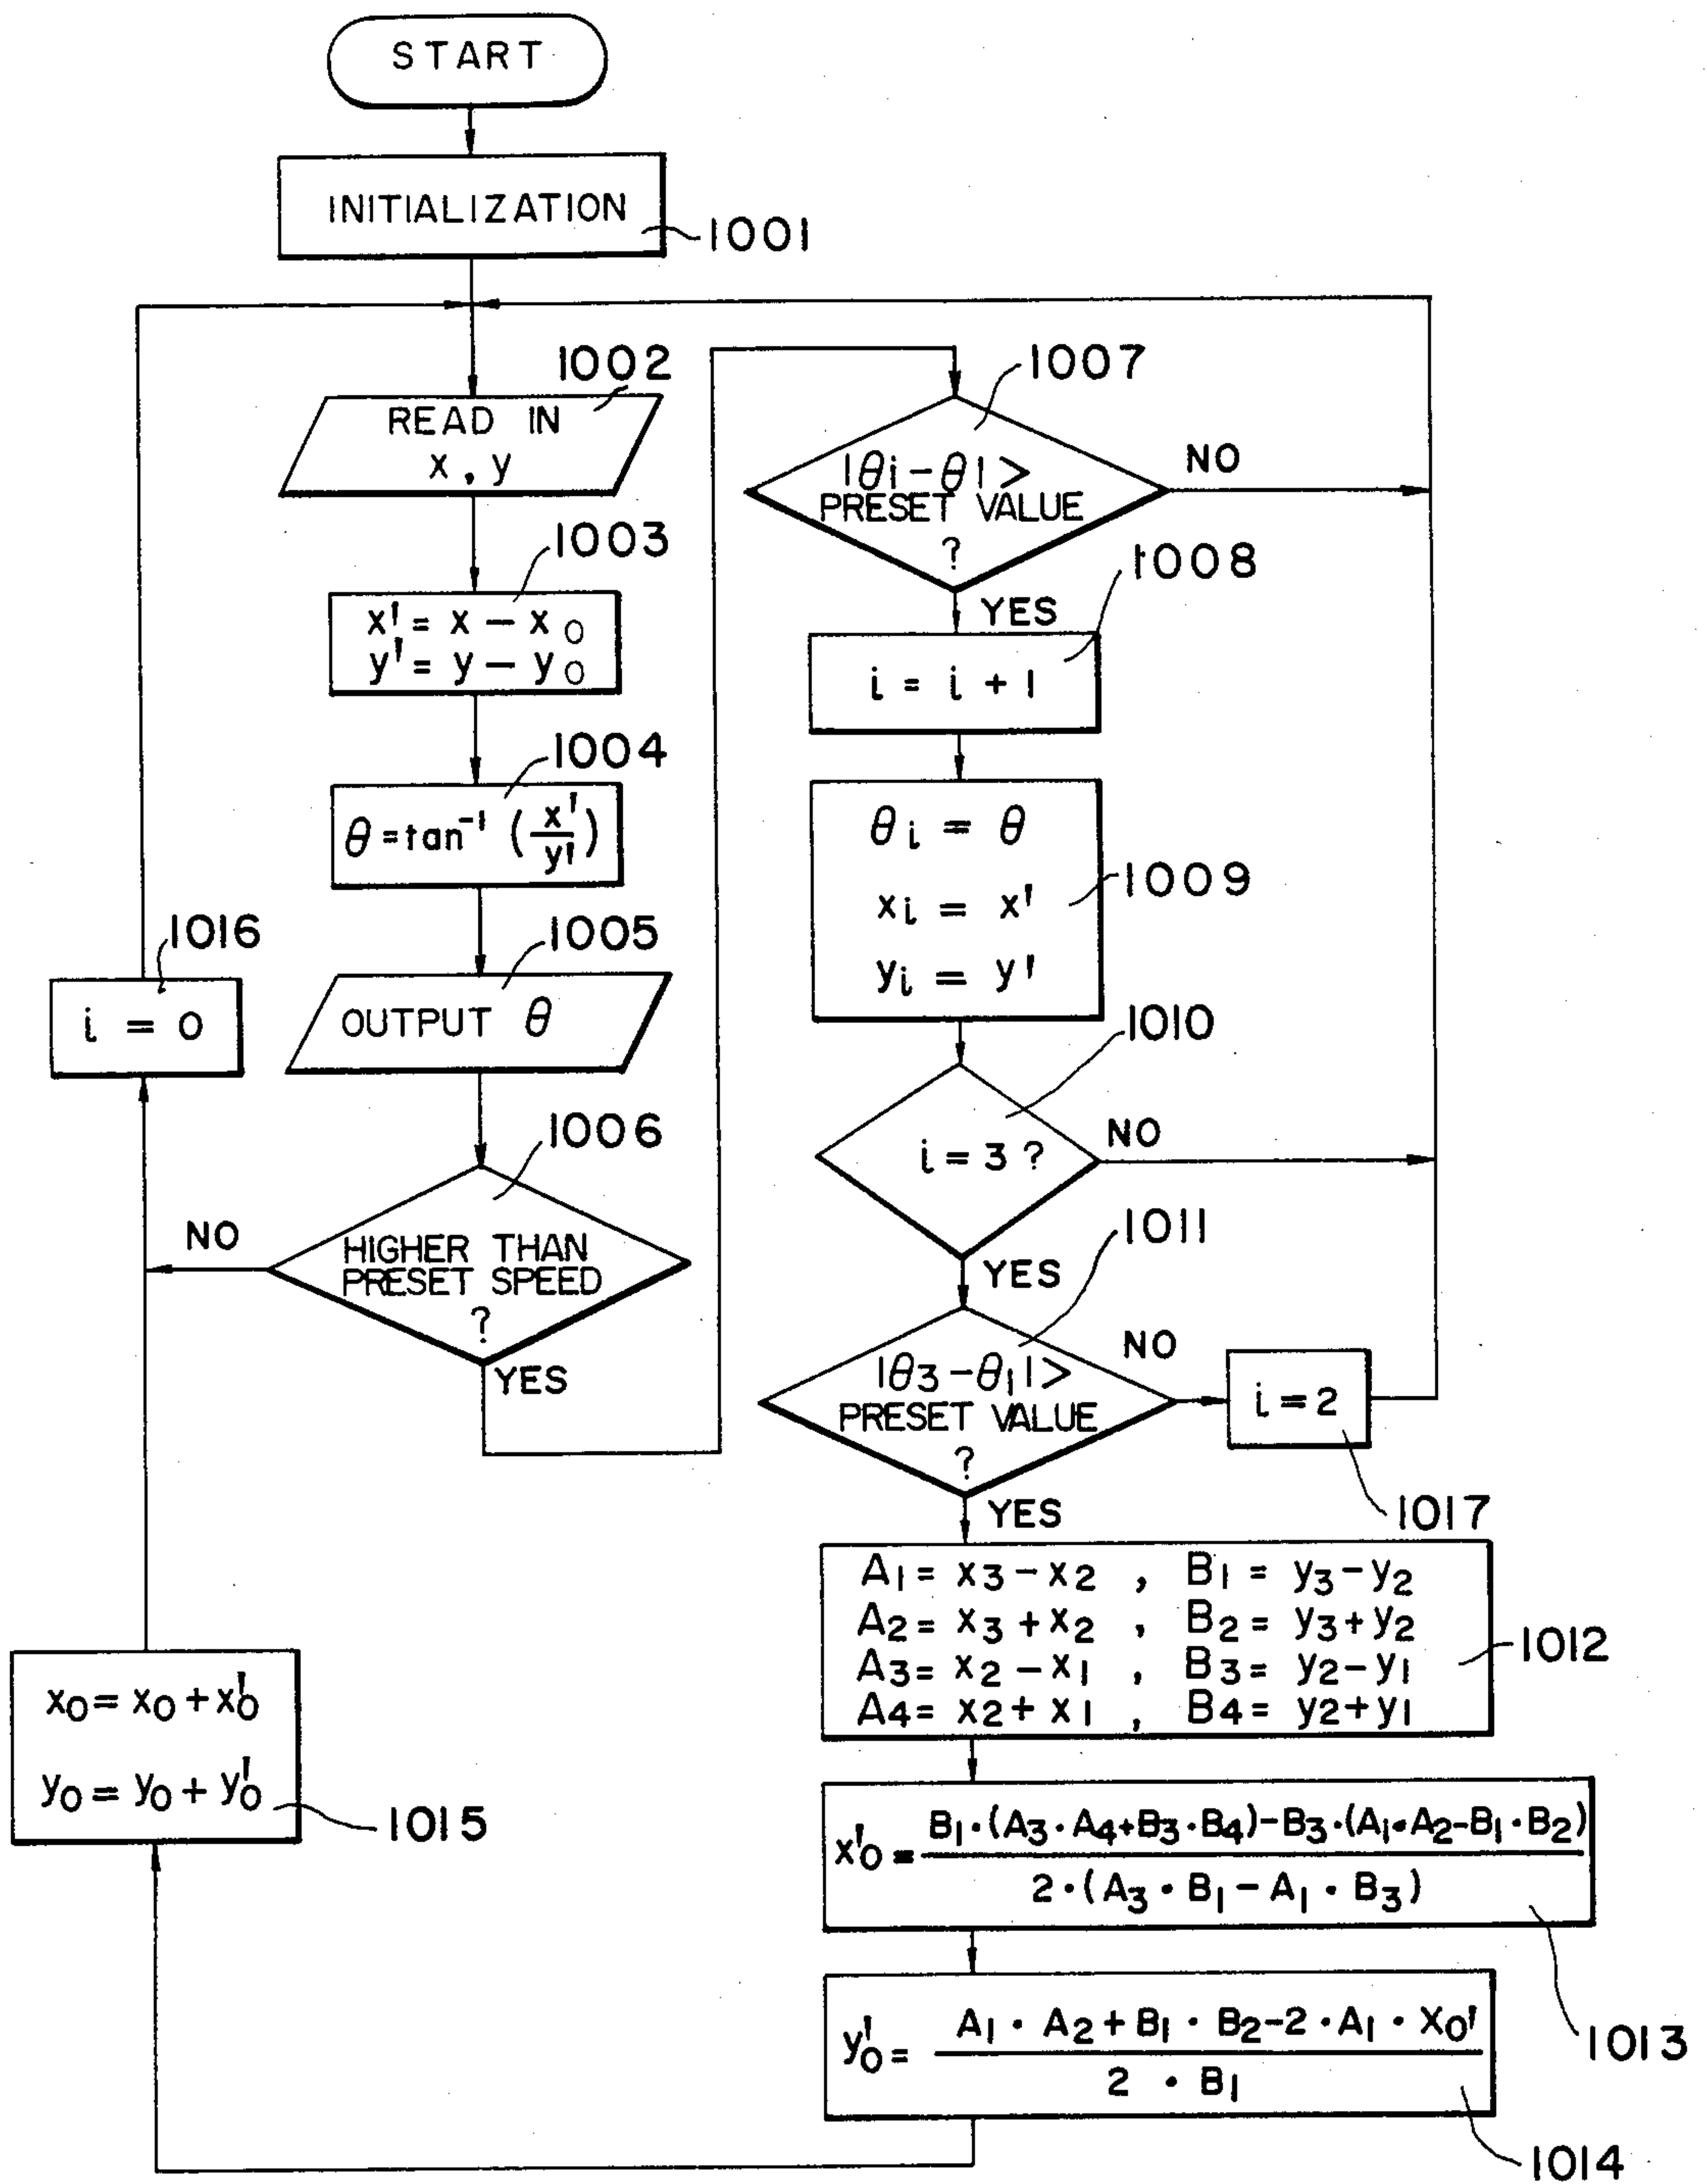 START
INITIALIZATION
1001
1002
READ IN
x, y
1003
x' = x - x0
y' = y - y0
1004
θ = tan⁻¹ (x'/y')
1005
OUTPUT θ
1006
HIGHER THAN
PRESET SPEED
?
NO
YES
1016
i = 0
1007
|θi - θ| >
PRESET VALUE
?
NO
YES
1008
i = i + 1
1009
θi = θ
xi = x'
yi = y'
1010
i = 3 ?
NO
YES
1011
|θ3 - θ1| >
PRESET VALUE
?
NO
YES
i = 2
1017
A1 = x3 - x2 , B1 = y3 - y2
A2 = x3 + x2 , B2 = y3 + y2
A3 = x2 - x1 , B3 = y2 - y1
A4 = x2 + x1 , B4 = y2 + y1
1012
x'0 = B1·(A3·A4+B3·B4)-B3·(A1·A2-B1·B2)
2·(A3·B1-A1·B3)
1013
y'0 = A1·A2+B1·B2-2·A1·X0'
2·B1
1014
x0 = x0 + x'0
y0 = y0 + y'0
1015